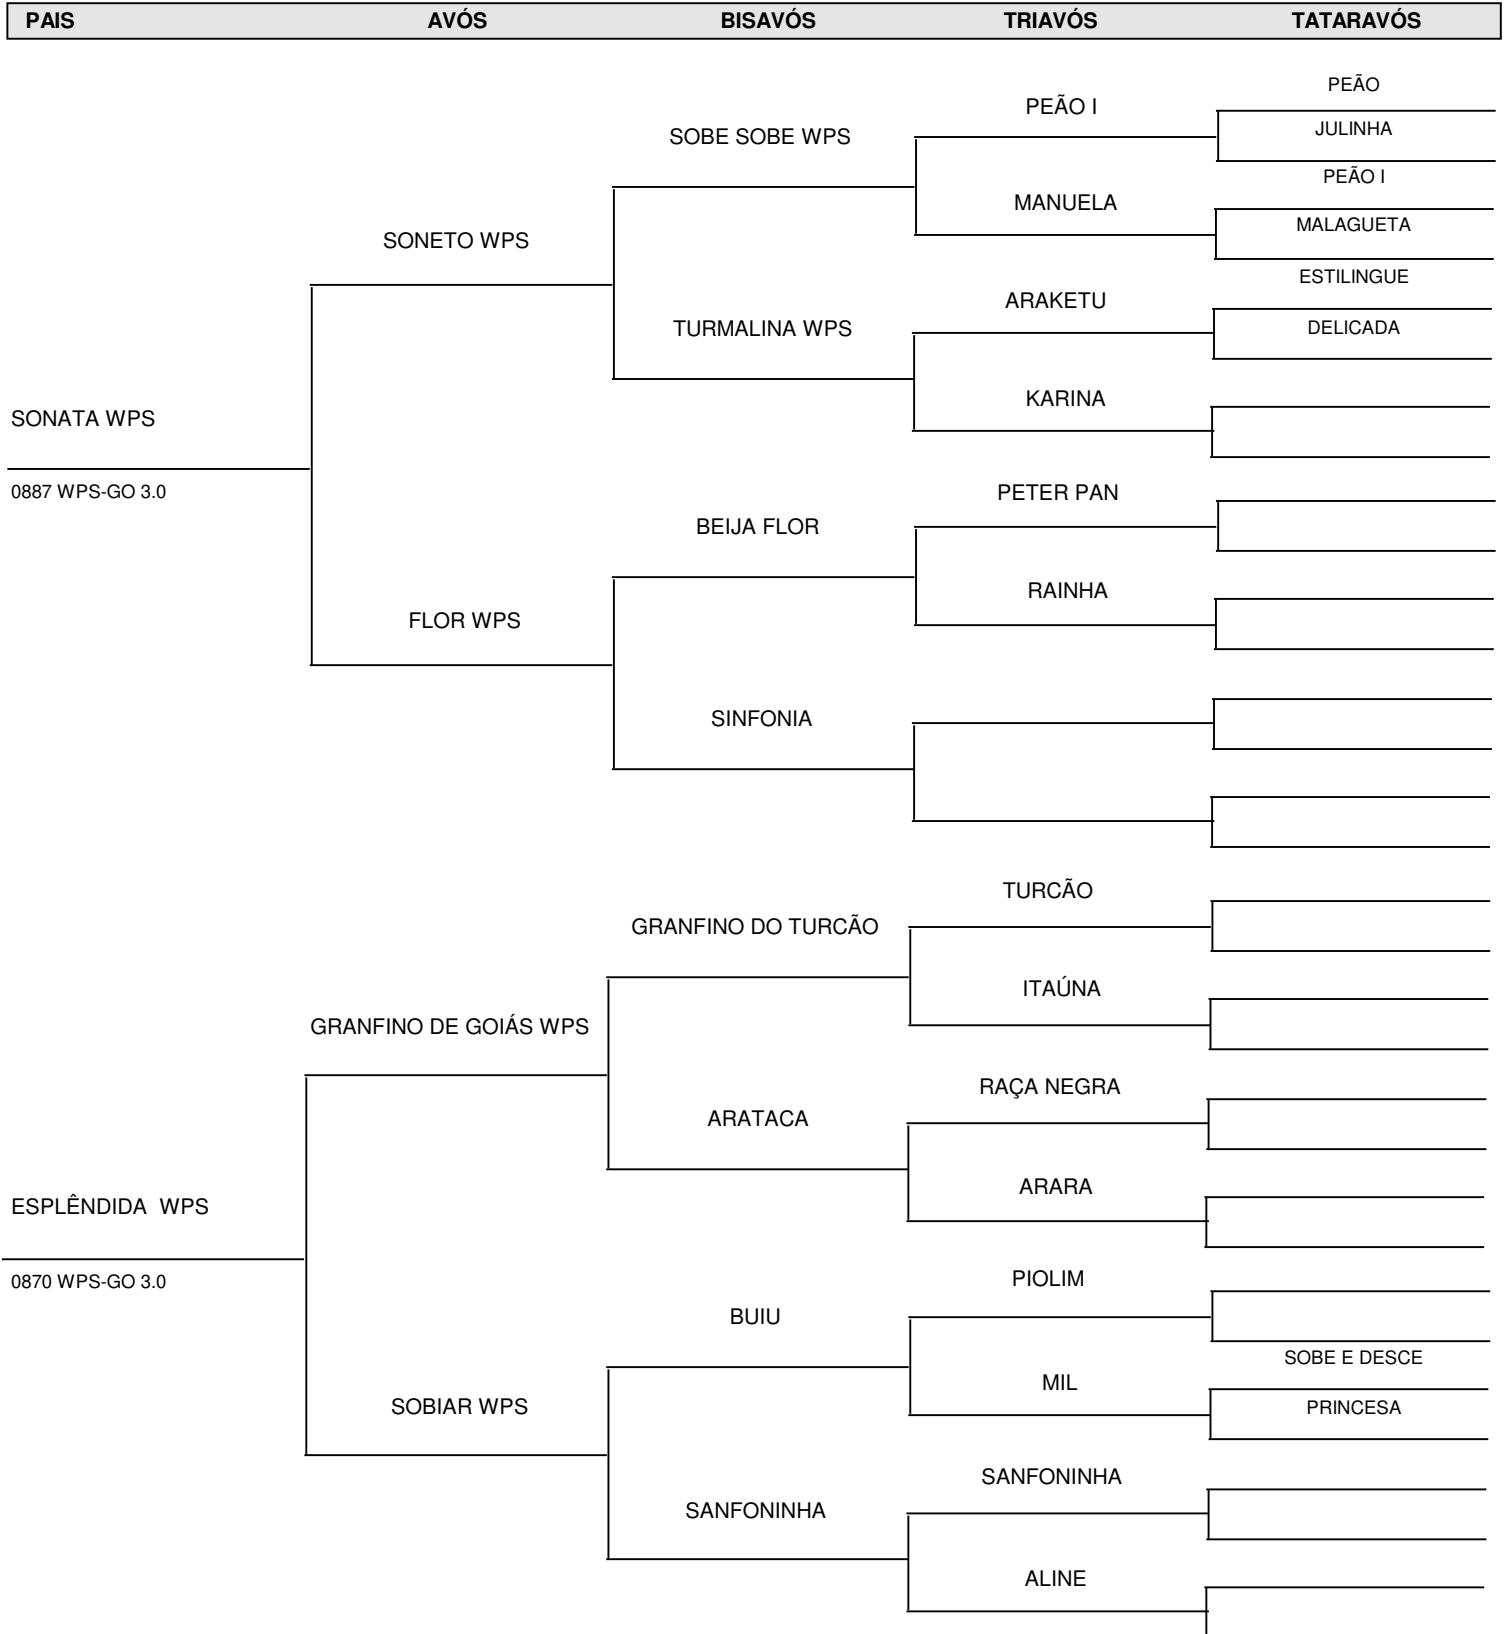 PAIS AVÓS BISAVÓS TRIAVÓS TATARAVÓS
PEÃO
PEÃO I
JULINHA
SOBE SOBE WPS
PEÃO I
MANUELA
MALAGUETA
SONETO WPS
ESTILINGUE
ARAKETU
TURMALINA WPS
DELICADA
KARINA
SONATA WPS
0887 WPS-GO 3.0
PETER PAN
BEIJA FLOR
RAINHA
FLOR WPS
SINFONIA
TURCÃO
GRANFINO DO TURCÃO
ITAÚNA
GRANFINO DE GOIÁS WPS
RAÇA NEGRA
ARATACA
ARARA
ESPLÊNDIDA WPS
0870 WPS-GO 3.0
PIOLIM
BUIU
SOBE E DESCE
MIL
SOBIAR WPS
PRINCESA
SANFONINHA
SANFONINHA
ALINE